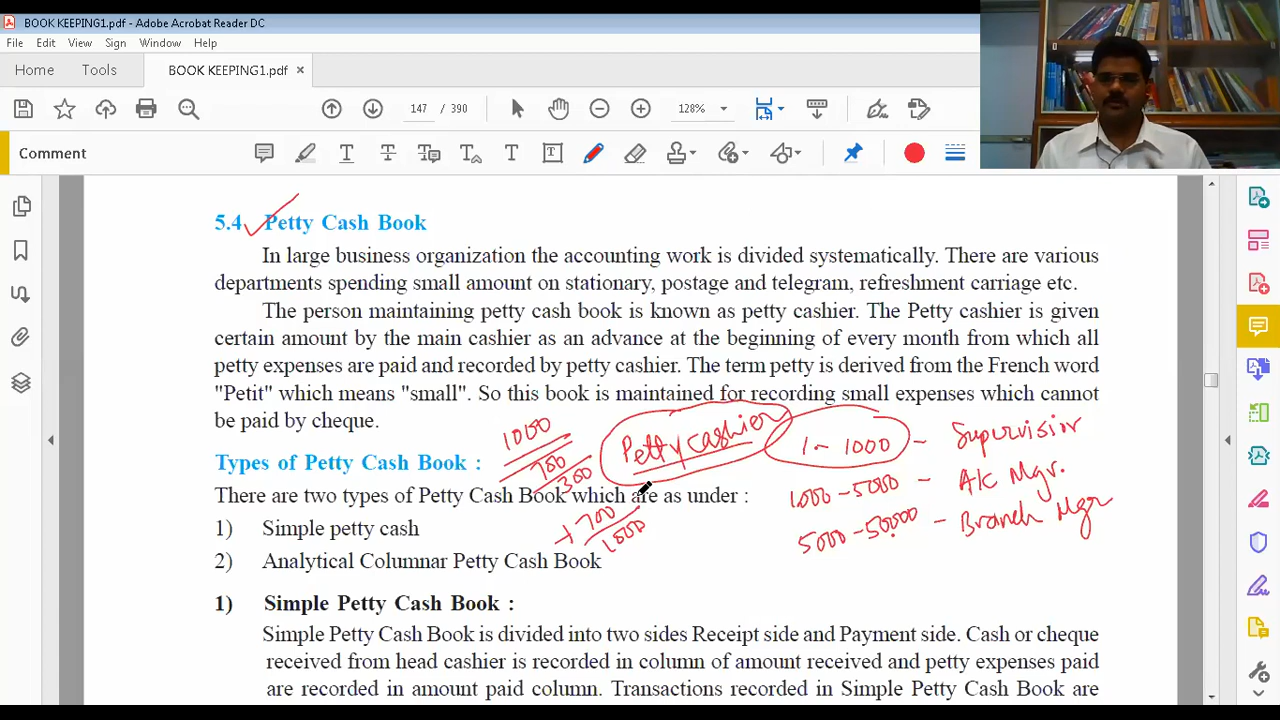 BOOK KEEPING1.pdf - Adobe Acrobat Reader DC
File Edit View Sign Window Help
Home Tools BOOK KEEPING1.pdf ×
147 / 390 128%
Comment
5.4 Petty Cash Book
In large business organization the accounting work is divided systematically. There are various
departments spending small amount on stationary, postage and telegram, refreshment carriage etc.
The person maintaining petty cash book is known as petty cashier. The Petty cashier is given
certain amount by the main cashier as an advance at the beginning of every month from which all
petty expenses are paid and recorded by petty cashier. The term petty is derived from the French word
"Petit" which means "small". So this book is maintained for recording small expenses which cannot
be paid by cheque.
1000
700
300
+700
1000
Petty cashier
1 - 1000 - Supervisior
1000 - 5000 - A/c Mgr.
5000 - 50000 - Branch Mgr
Types of Petty Cash Book :
There are two types of Petty Cash Book which are as under :
1) Simple petty cash
2) Analytical Columnar Petty Cash Book
1) Simple Petty Cash Book :
Simple Petty Cash Book is divided into two sides Receipt side and Payment side. Cash or cheque
received from head cashier is recorded in column of amount received and petty expenses paid
are recorded in amount paid column. Transactions recorded in Simple Petty Cash Book are